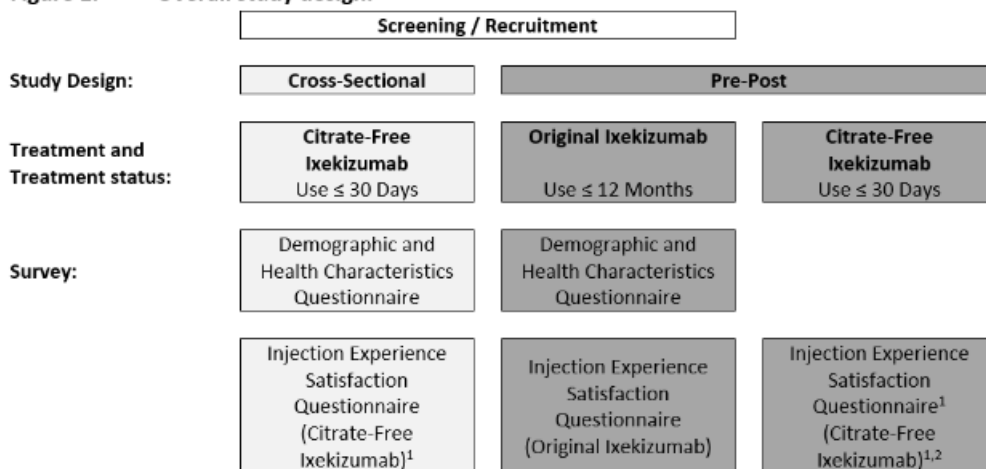 Screening / Recruitment
Study Design:
Cross-Sectional
Pre-Post
Treatment and
Treatment status:
Citrate-Free
Ixekizumab
Use ≤ 30 Days
Original Ixekizumab
Use ≤ 12 Months
Citrate-Free
Ixekizumab
Use ≤ 30 Days
Survey:
Demographic and
Health Characteristics
Questionnaire
Demographic and
Health Characteristics
Questionnaire
Injection Experience
Satisfaction
Questionnaire
(Citrate-Free
Ixekizumab)¹
Injection Experience
Satisfaction
Questionnaire
(Original Ixekizumab)
Injection Experience
Satisfaction
Questionnaire¹
(Citrate-Free
Ixekizumab)¹,²